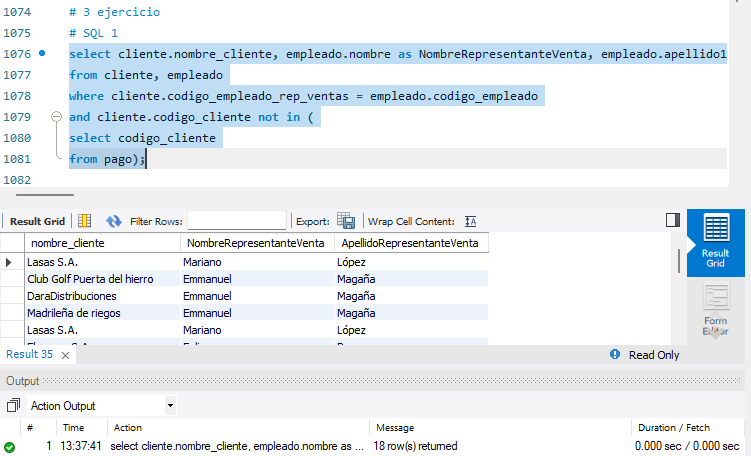 1074 # 3 ejercicio
1075 # SQL 1
1076 select cliente.nombre_cliente, empleado.nombre as NombreRepresentanteVenta, empleado.apellido1
1077 from cliente, empleado
1078 where cliente.codigo_empleado_rep_ventas = empleado.codigo_empleado
1079 and cliente.codigo_cliente not in (
1080 select codigo_cliente
1081 from pago);
1082
Result Grid Filter Rows: Export: Wrap Cell Content:
nombre_cliente NombreRepresentanteVenta ApellidoRepresentanteVenta
Lasas S.A. Mariano López
Club Golf Puerta del hierro Emmanuel Magaña
DaraDistribuciones Emmanuel Magaña
Madrileña de riegos Emmanuel Magaña
Lasas S.A. Mariano López
Result
Grid
Form
Editor
Result 35 Read Only
Output
Action Output
# Time Action Message Duration / Fetch
1 13:37:41 select cliente.nombre_cliente, empleado.nombre as ... 18 row(s) returned 0.000 sec / 0.000 sec